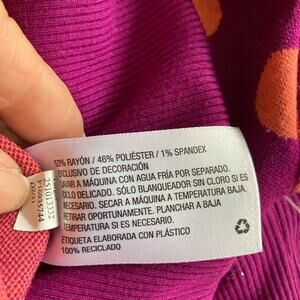 53% RAYÓN / 46% POLIÉSTER / 1% SPANDEX
EXCLUSIVO DE DECORACIÓN
LAVAR A MÁQUINA CON AGUA FRÍA POR SEPARADO.
CICLO DELICADO. SÓLO BLANQUEADOR SIN CLORO SI ES
NECESARIO. SECAR A MÁQUINA A TEMPERATURA BAJA.
RETIRAR OPORTUNAMENTE. PLANCHAR A BAJA
TEMPERATURA SI ES NECESARIO.
ETIQUETA ELABORADA CON PLÁSTICO
100% RECICLADO
2510113332